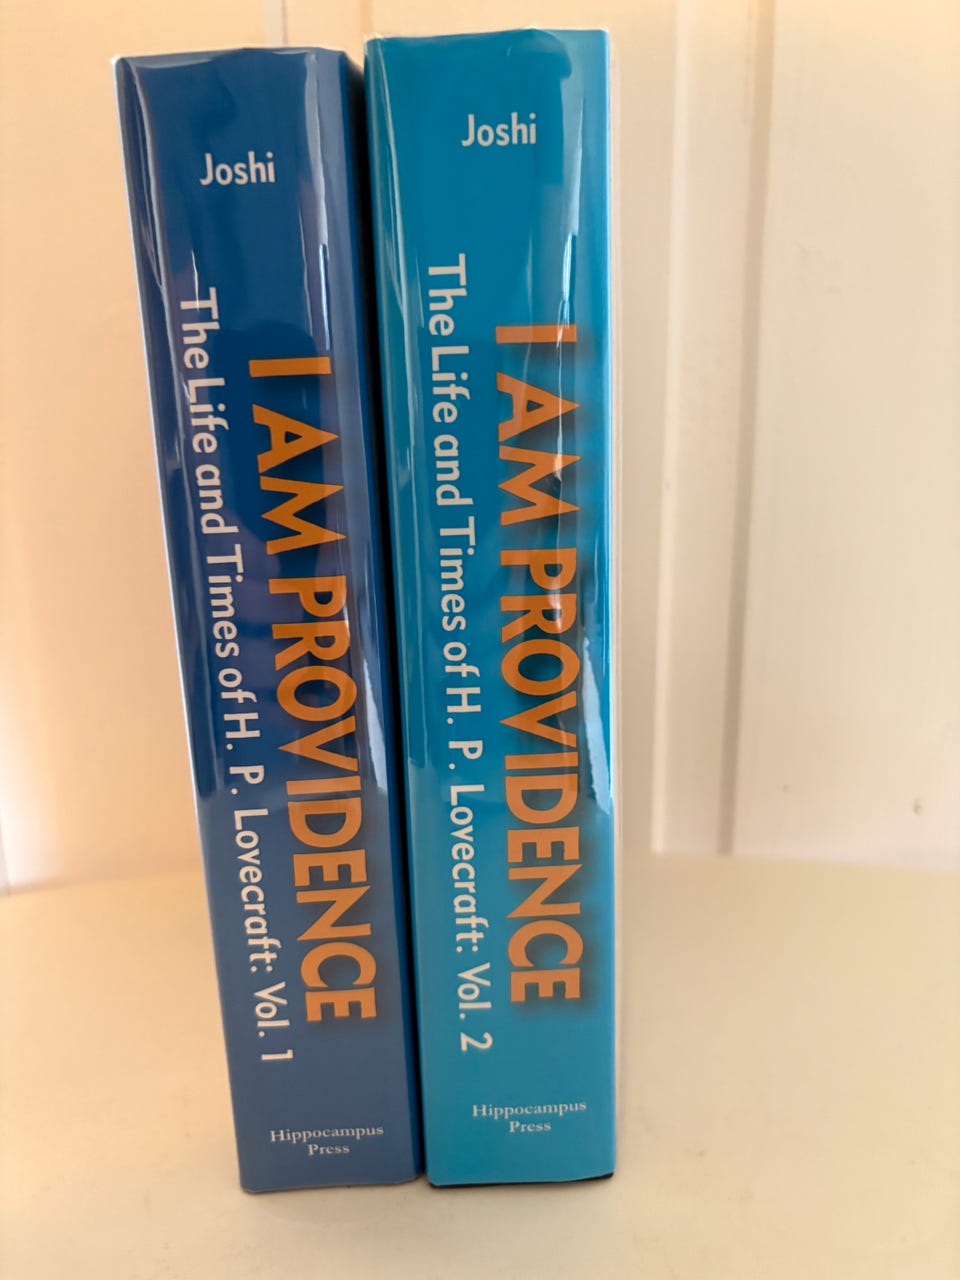 Joshi
I AM PROVIDENCE
The Life and Times of H. P. Lovecraft: Vol. 1
Hippocampus
Press
Joshi
I AM PROVIDENCE
The Life and Times of H. P. Lovecraft: Vol. 2
Hippocampus
Press